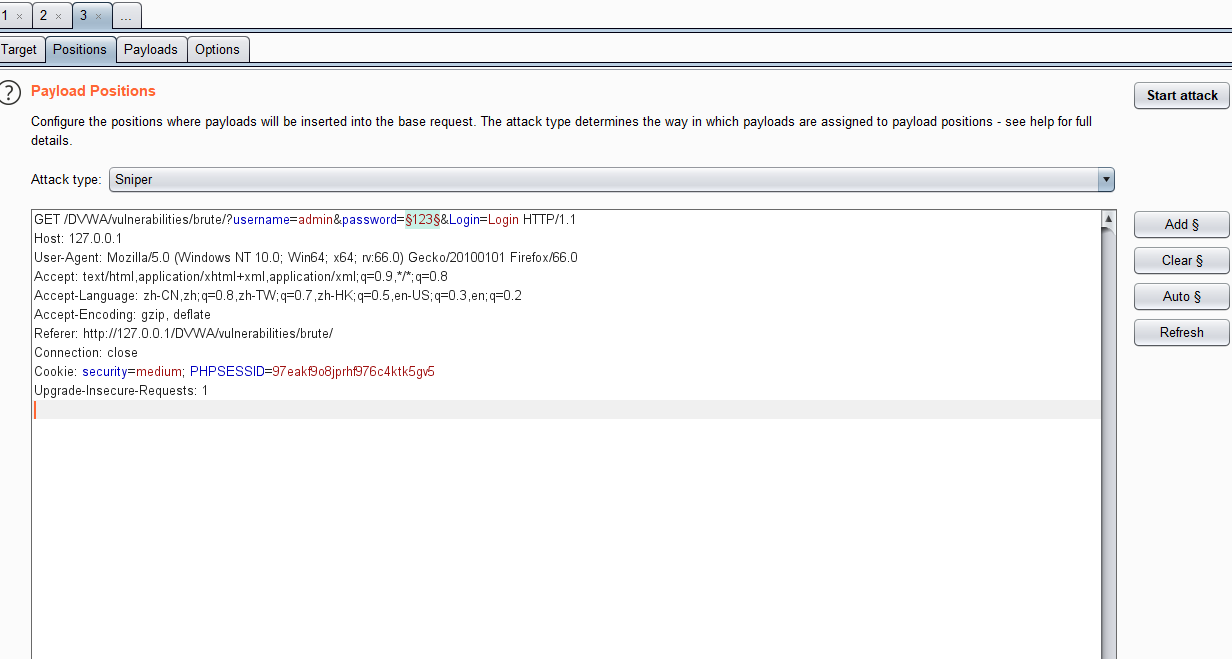 1 × 2 × 3 × ...
Target Positions Payloads Options
? Payload Positions
Start attack
Configure the positions where payloads will be inserted into the base request. The attack type determines the way in which payloads are assigned to payload positions - see help for full
details.
Attack type: Sniper
GET /DVWA/vulnerabilities/brute/?username=admin&password=§123§&Login=Login HTTP/1.1
Host: 127.0.0.1
User-Agent: Mozilla/5.0 (Windows NT 10.0; Win64; x64; rv:66.0) Gecko/20100101 Firefox/66.0
Accept: text/html,application/xhtml+xml,application/xml;q=0.9,*/*;q=0.8
Accept-Language: zh-CN,zh;q=0.8,zh-TW;q=0.7,zh-HK;q=0.5,en-US;q=0.3,en;q=0.2
Accept-Encoding: gzip, deflate
Referer: http://127.0.0.1/DVWA/vulnerabilities/brute/
Connection: close
Cookie: security=medium; PHPSESSID=97eakf9o8jprhf976c4ktk5gv5
Upgrade-Insecure-Requests: 1
Add §
Clear §
Auto §
Refresh